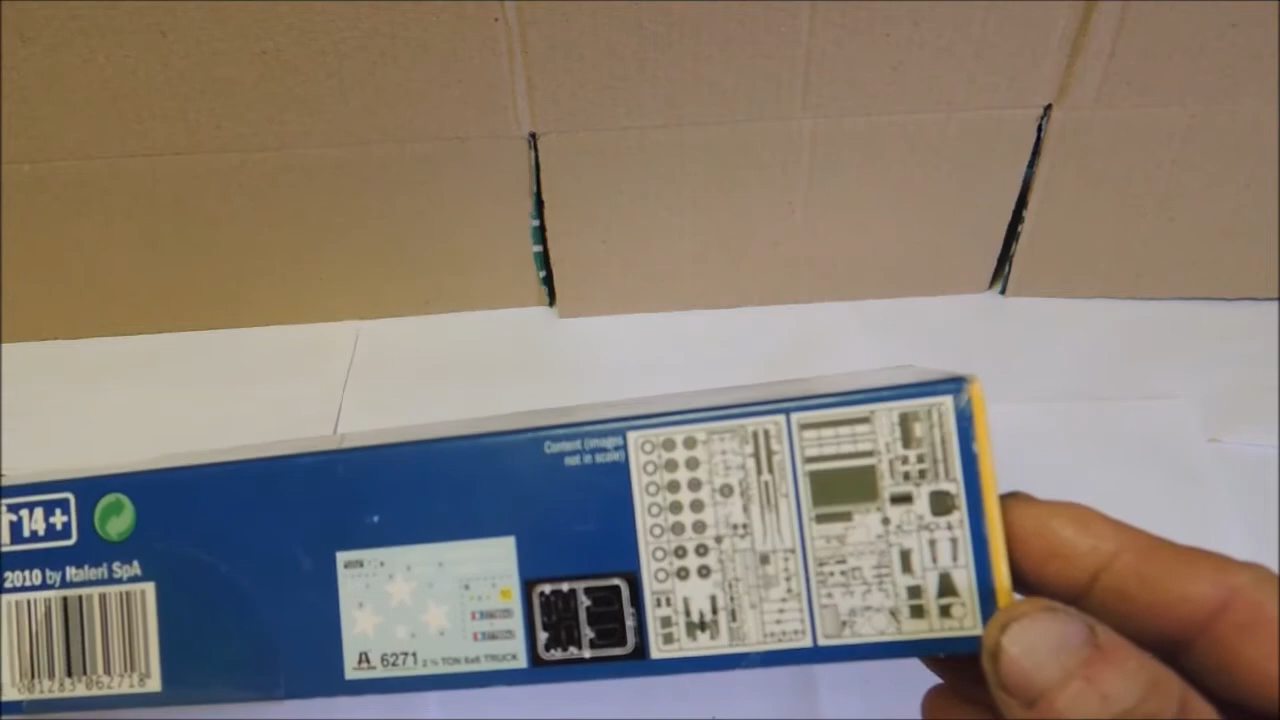 Content (images
not in scale)
14+
2010 by Italeri SpA
6271 2 ½ TON 6x6 TRUCK
001283 062718